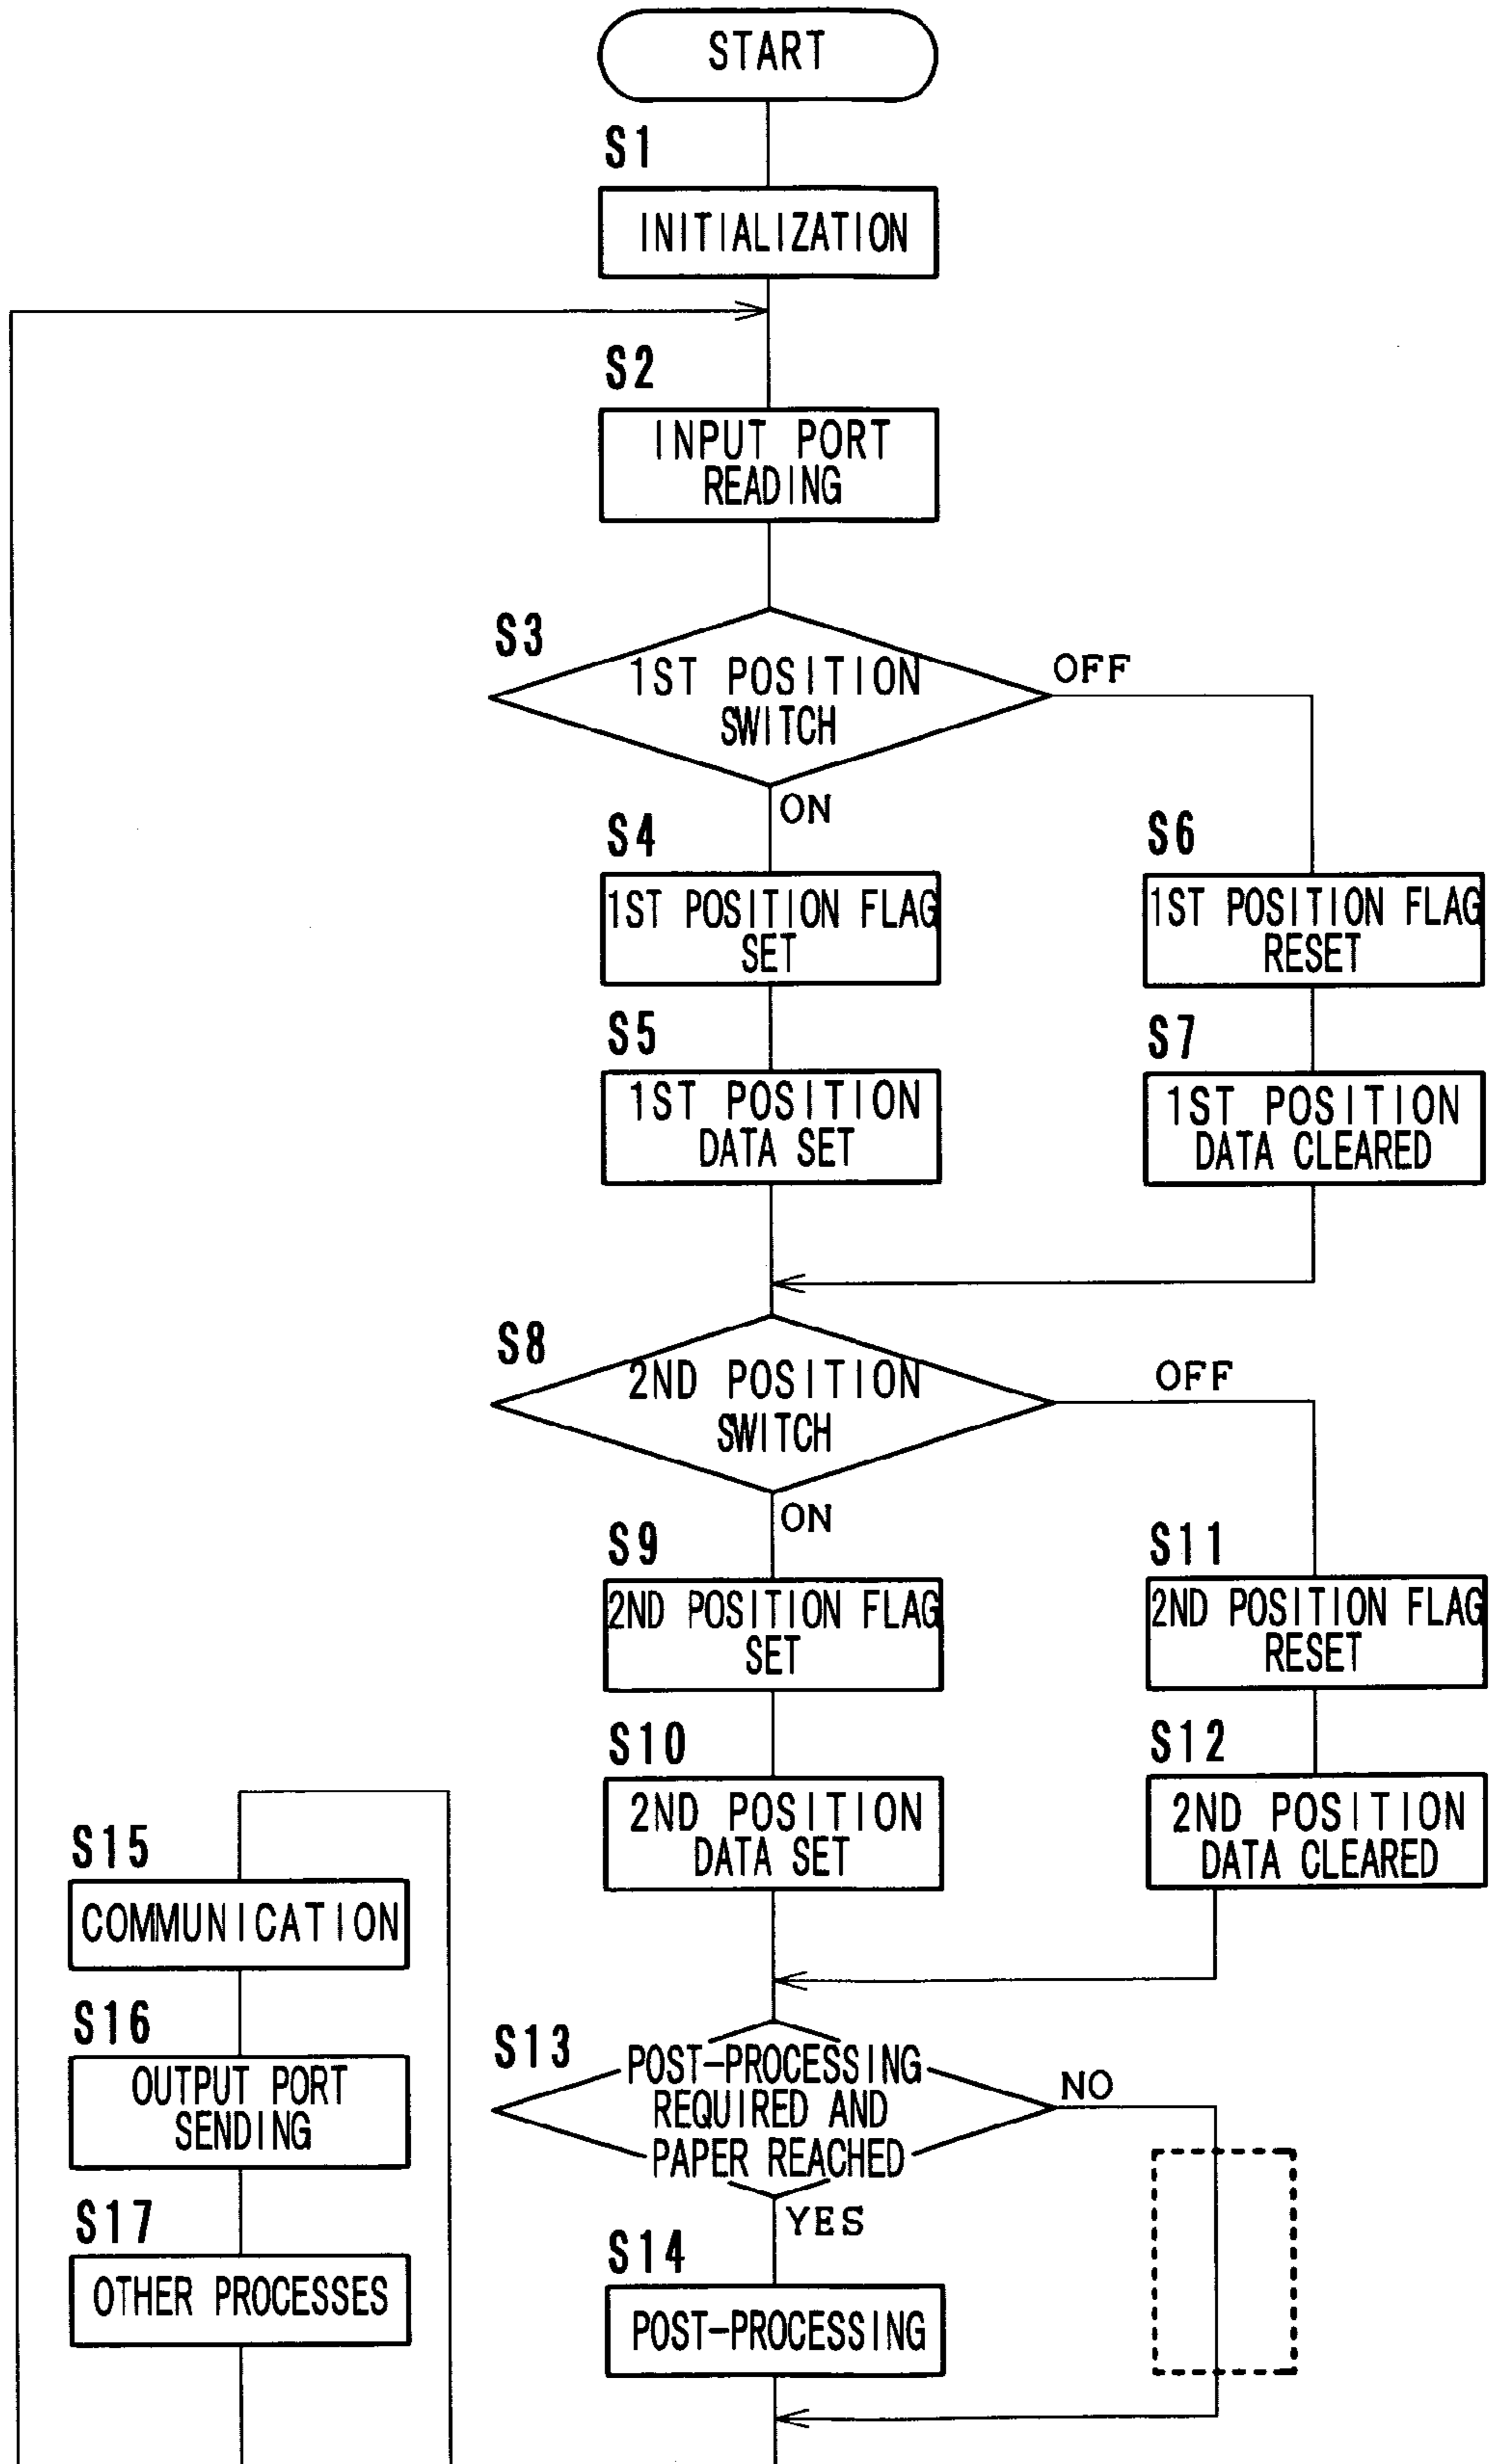 START
S1
INITIALIZATION
S2
INPUT PORT
READING
S3
1ST POSITION
SWITCH
OFF
ON
S4
1ST POSITION FLAG
SET
S6
1ST POSITION FLAG
RESET
S5
1ST POSITION
DATA SET
S7
1ST POSITION
DATA CLEARED
S8
2ND POSITION
SWITCH
OFF
ON
S9
2ND POSITION FLAG
SET
S11
2ND POSITION FLAG
RESET
S10
2ND POSITION
DATA SET
S12
2ND POSITION
DATA CLEARED
S13
POST-PROCESSING
REQUIRED AND
PAPER REACHED
NO
YES
S14
POST-PROCESSING
S15
COMMUNICATION
S16
OUTPUT PORT
SENDING
S17
OTHER PROCESSES